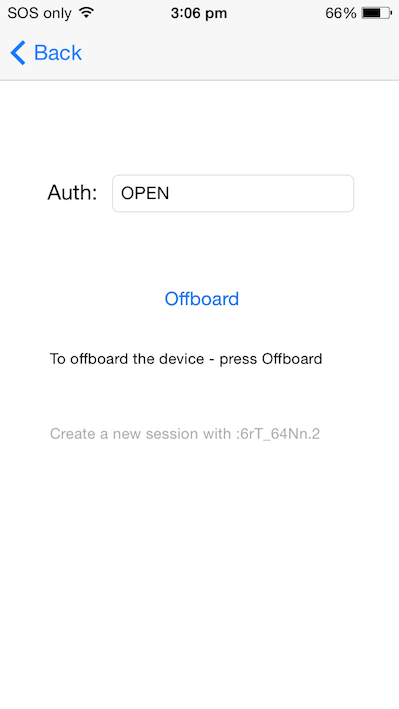 SOS only 3:06 pm 66%
Back
Auth: OPEN
Offboard
To offboard the device - press Offboard
Create a new session with :6rT_64Nn.2